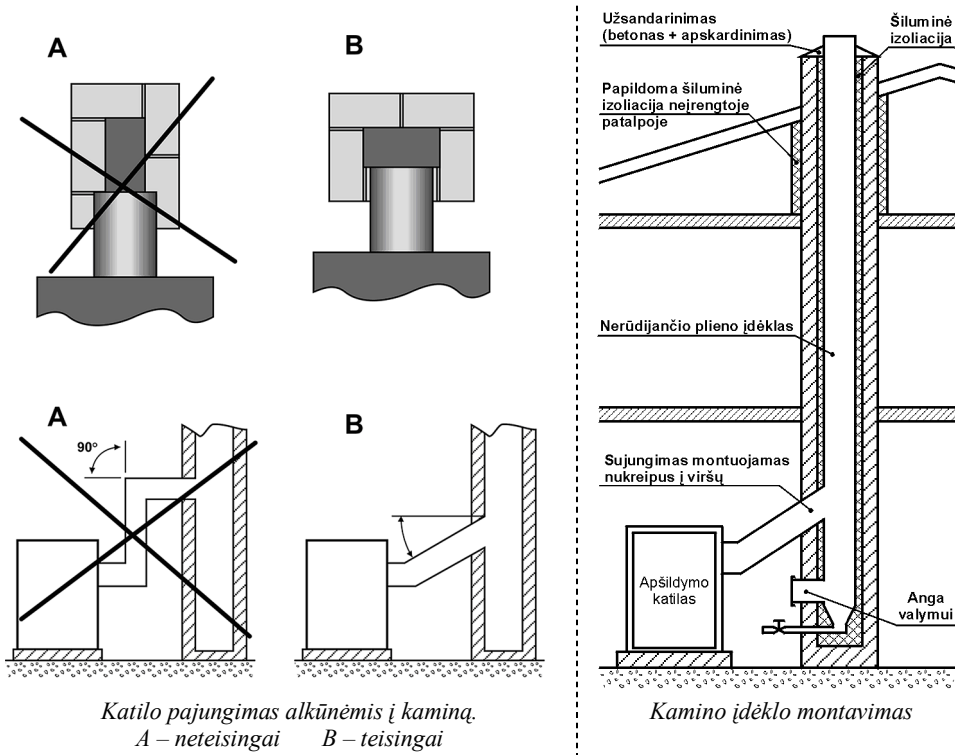 A
B
A
90°
B
Katilo pajungimas alkūnėmis į kaminą.
A – neteisingai B – teisingai
Užsandarinimas
(betonas + apskardinimas)
Šiluminė
izoliacija
Papildoma šiluminė
izoliacija neįrengtoje
patalpoje
Nerūdijančio plieno įdėklas
Sujungimas montuojamas
nukreipus į viršų
Apšildymo
katilas
Anga
valymui
Kamino įdėklo montavimas